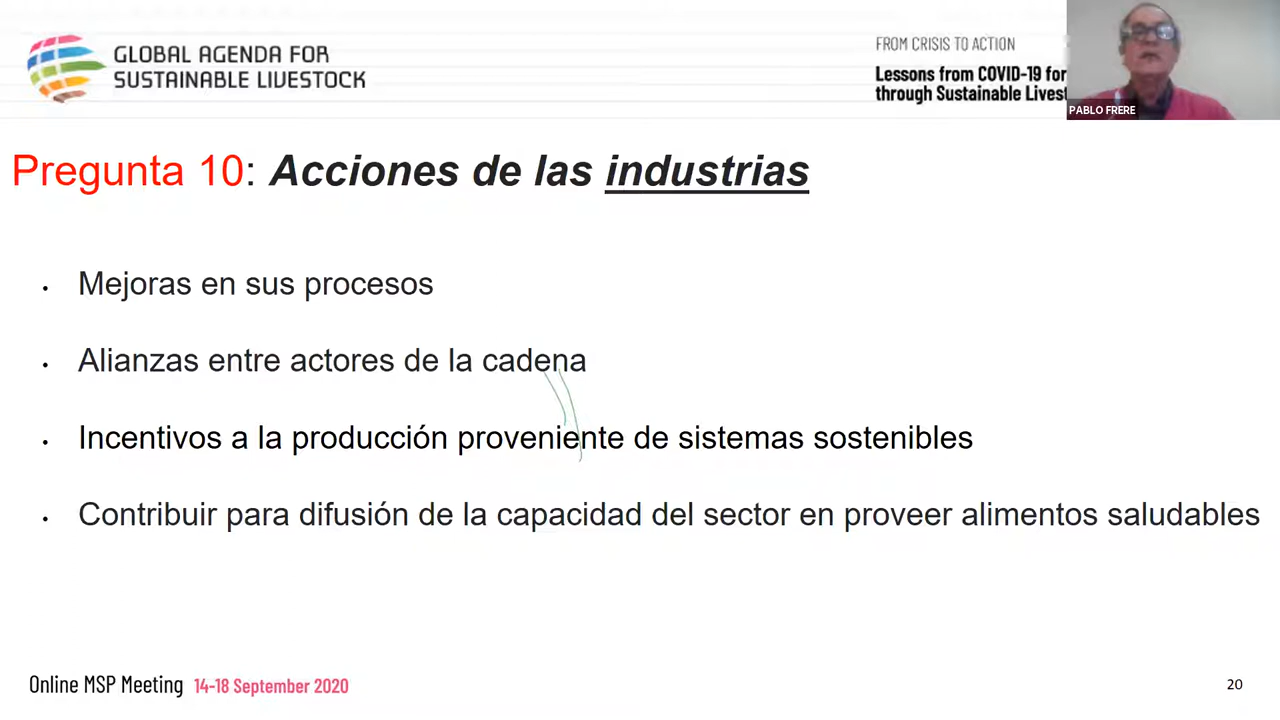 GLOBAL AGENDA FOR
SUSTAINABLE LIVESTOCK
FROM CRISIS TO ACTION
Lessons from COVID-19 for
through Sustainable
PABLO FRERE
Pregunta 10: Acciones de las industrias
• Mejoras en sus procesos
• Alianzas entre actores de la cadena
• Incentivos a la producción proveniente de sistemas sostenibles
• Contribuir para difusión de la capacidad del sector en proveer alimentos saludables
Online MSP Meeting 14-18 September 2020
20